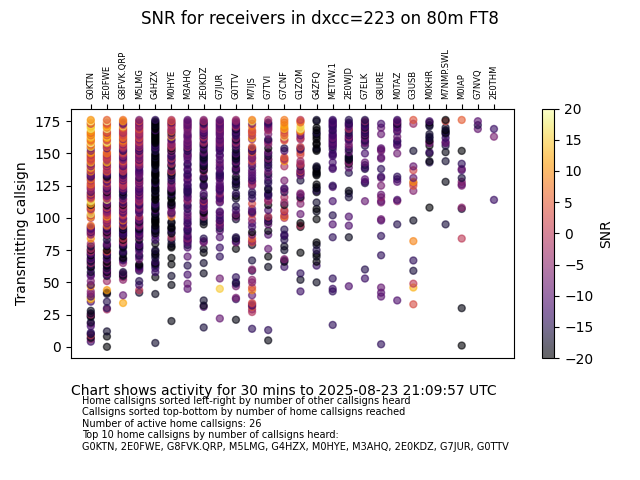 SNR for receivers in dxcc=223 on 80m FT8
G0KTN 2E0FWE G8FVK.QRP M5LMG G4HZX M0HYE M3AHQ 2E0KDZ G7JUR G0TTV M7IJS G7TVI G7CNF G1ZOM G4ZFQ MET0W.1 2E0WJD G7ELK G8URE M0TAZ G3USB M0KHR M7NMP.SWL M0IAP G7NVQ 2E0THM
Transmitting callsign
175
150
125
100
75
50
25
0
20
15
10
5
0
−5
−10
−15
−20
SNR
Chart shows activity for 30 mins to 2025-08-23 21:09:57 UTC
Home callsigns sorted left-right by number of other callsigns heard
Callsigns sorted top-bottom by number of home callsigns reached
Number of active home callsigns: 26
Top 10 home callsigns by number of callsigns heard:
G0KTN, 2E0FWE, G8FVK.QRP, M5LMG, G4HZX, M0HYE, M3AHQ, 2E0KDZ, G7JUR, G0TTV